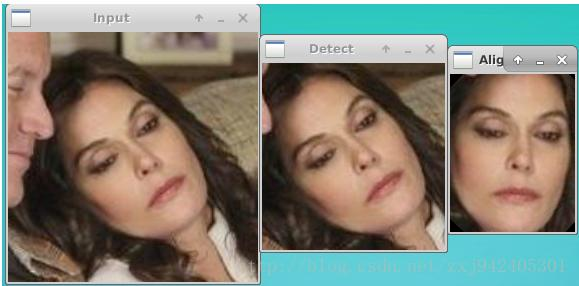 Input
Detect
Alig
http://blog.csdn.net/zxj942405301